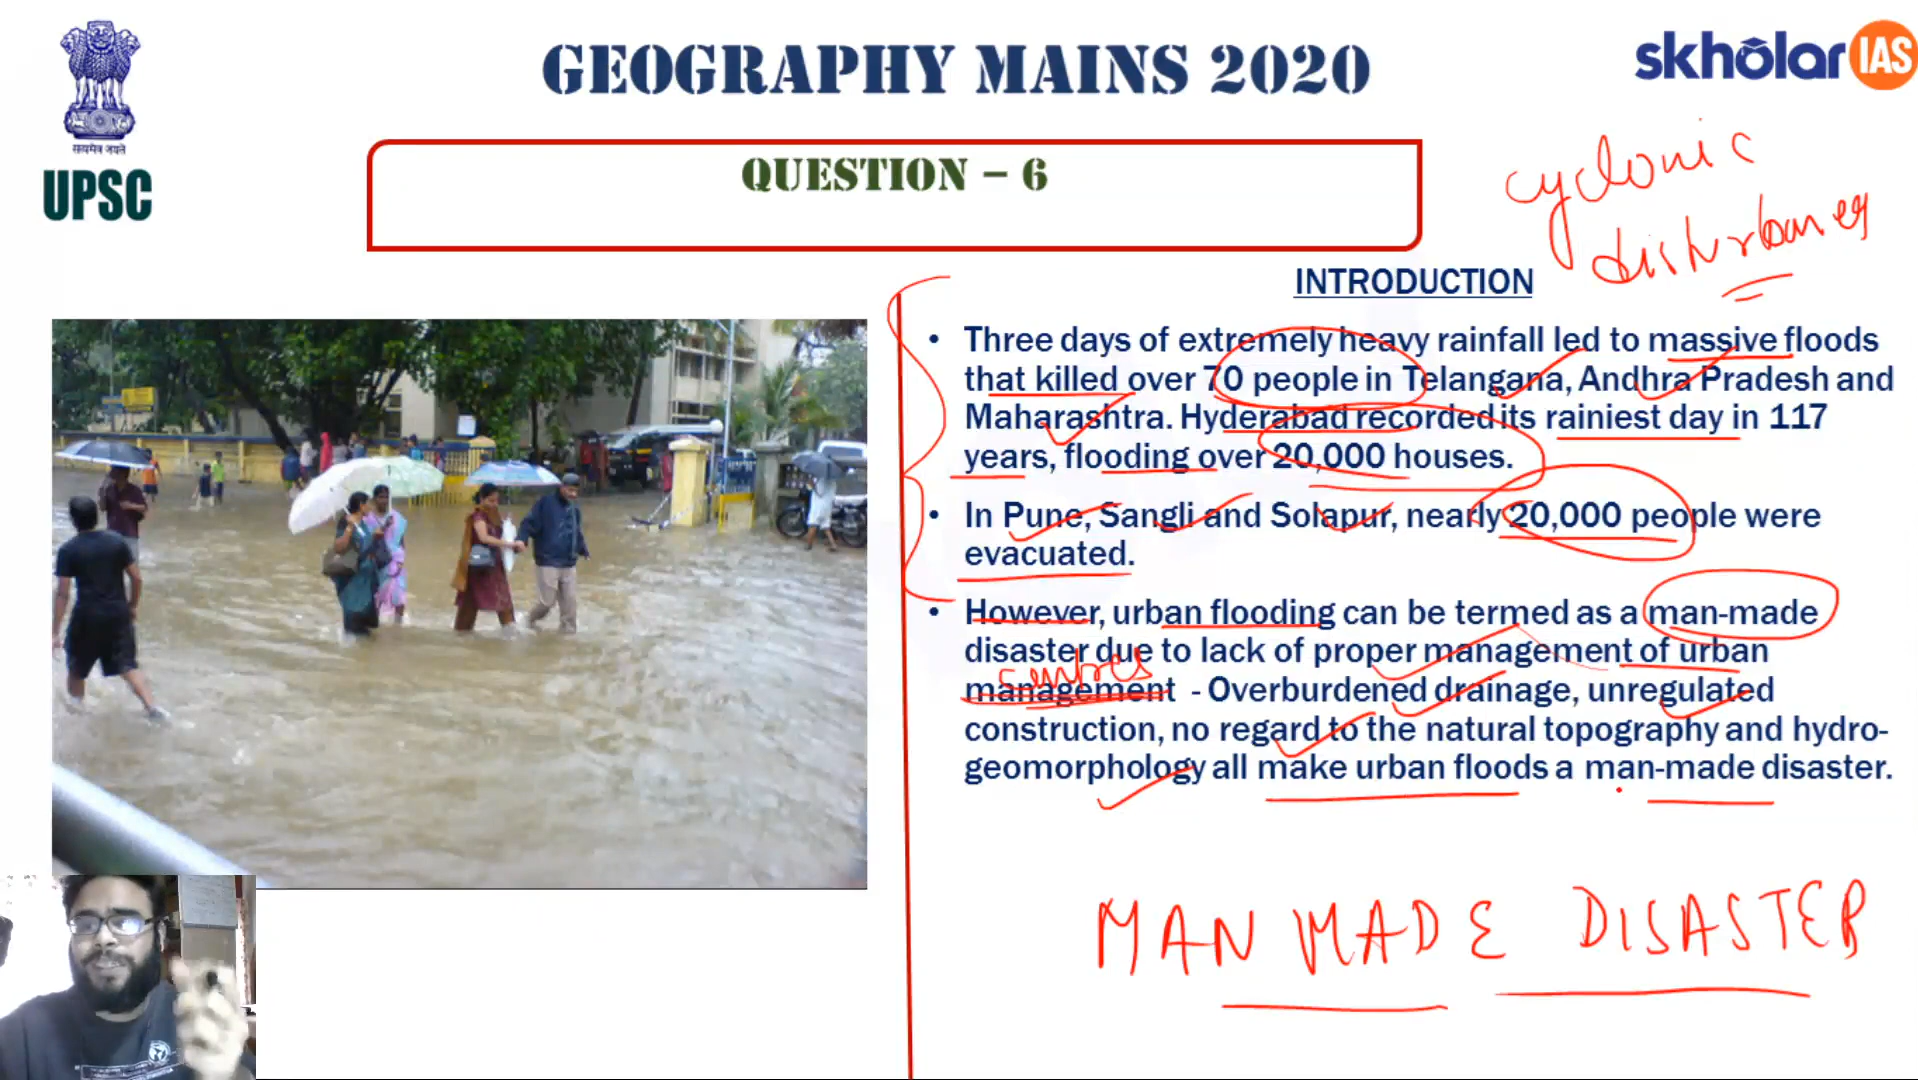 GEOGRAPHY MAINS 2020
skholar IAS
सत्यमेव जयते
UPSC
QUESTION – 6
cyclonic
disturbances
INTRODUCTION
• Three days of extremely heavy rainfall led to massive floods
that killed over 70 people in Telangana, Andhra Pradesh and
Maharashtra. Hyderabad recorded its rainiest day in 117
years, flooding over 20,000 houses.
• In Pune, Sangli and Solapur, nearly 20,000 people were
evacuated.
• However, urban flooding can be termed as a man-made
disaster due to lack of proper management of urban
centres
management - Overburdened drainage, unregulated
construction, no regard to the natural topography and hydro-
geomorphology all make urban floods a man-made disaster.
MAN MADE DISASTER